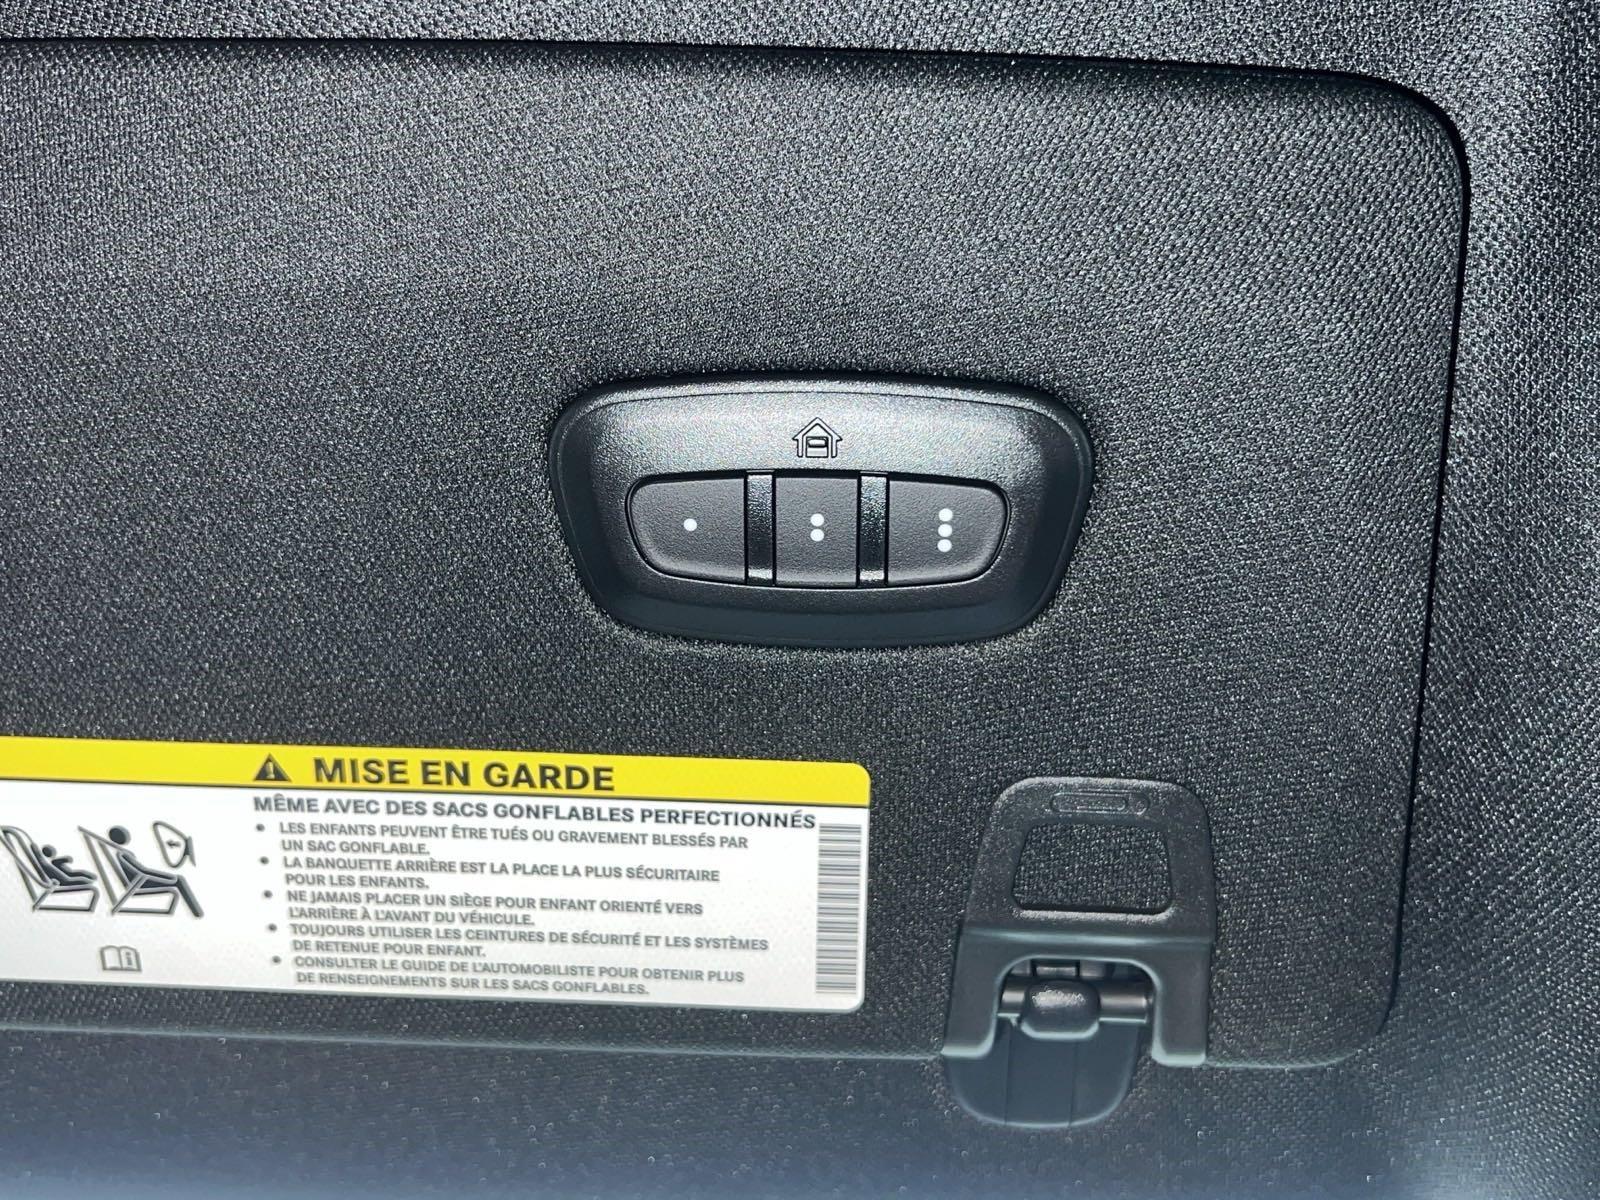 MISE EN GARDE
MÊME AVEC DES SACS GONFLABLES PERFECTIONNÉS
• LES ENFANTS PEUVENT ÊTRE TUÉS OU GRAVEMENT BLESSÉS PAR
UN SAC GONFLABLE.
• LA BANQUETTE ARRIÈRE EST LA PLACE LA PLUS SÉCURITAIRE
POUR LES ENFANTS.
• NE JAMAIS PLACER UN SIÈGE POUR ENFANT ORIENTÉ VERS
L'ARRIÈRE À L'AVANT DU VÉHICULE.
• TOUJOURS UTILISER LES CEINTURES DE SÉCURITÉ ET LES SYSTÈMES
DE RETENUE POUR ENFANT.
• CONSULTER LE GUIDE DE L'AUTOMOBILISTE POUR OBTENIR PLUS
DE RENSEIGNEMENTS SUR LES SACS GONFLABLES.